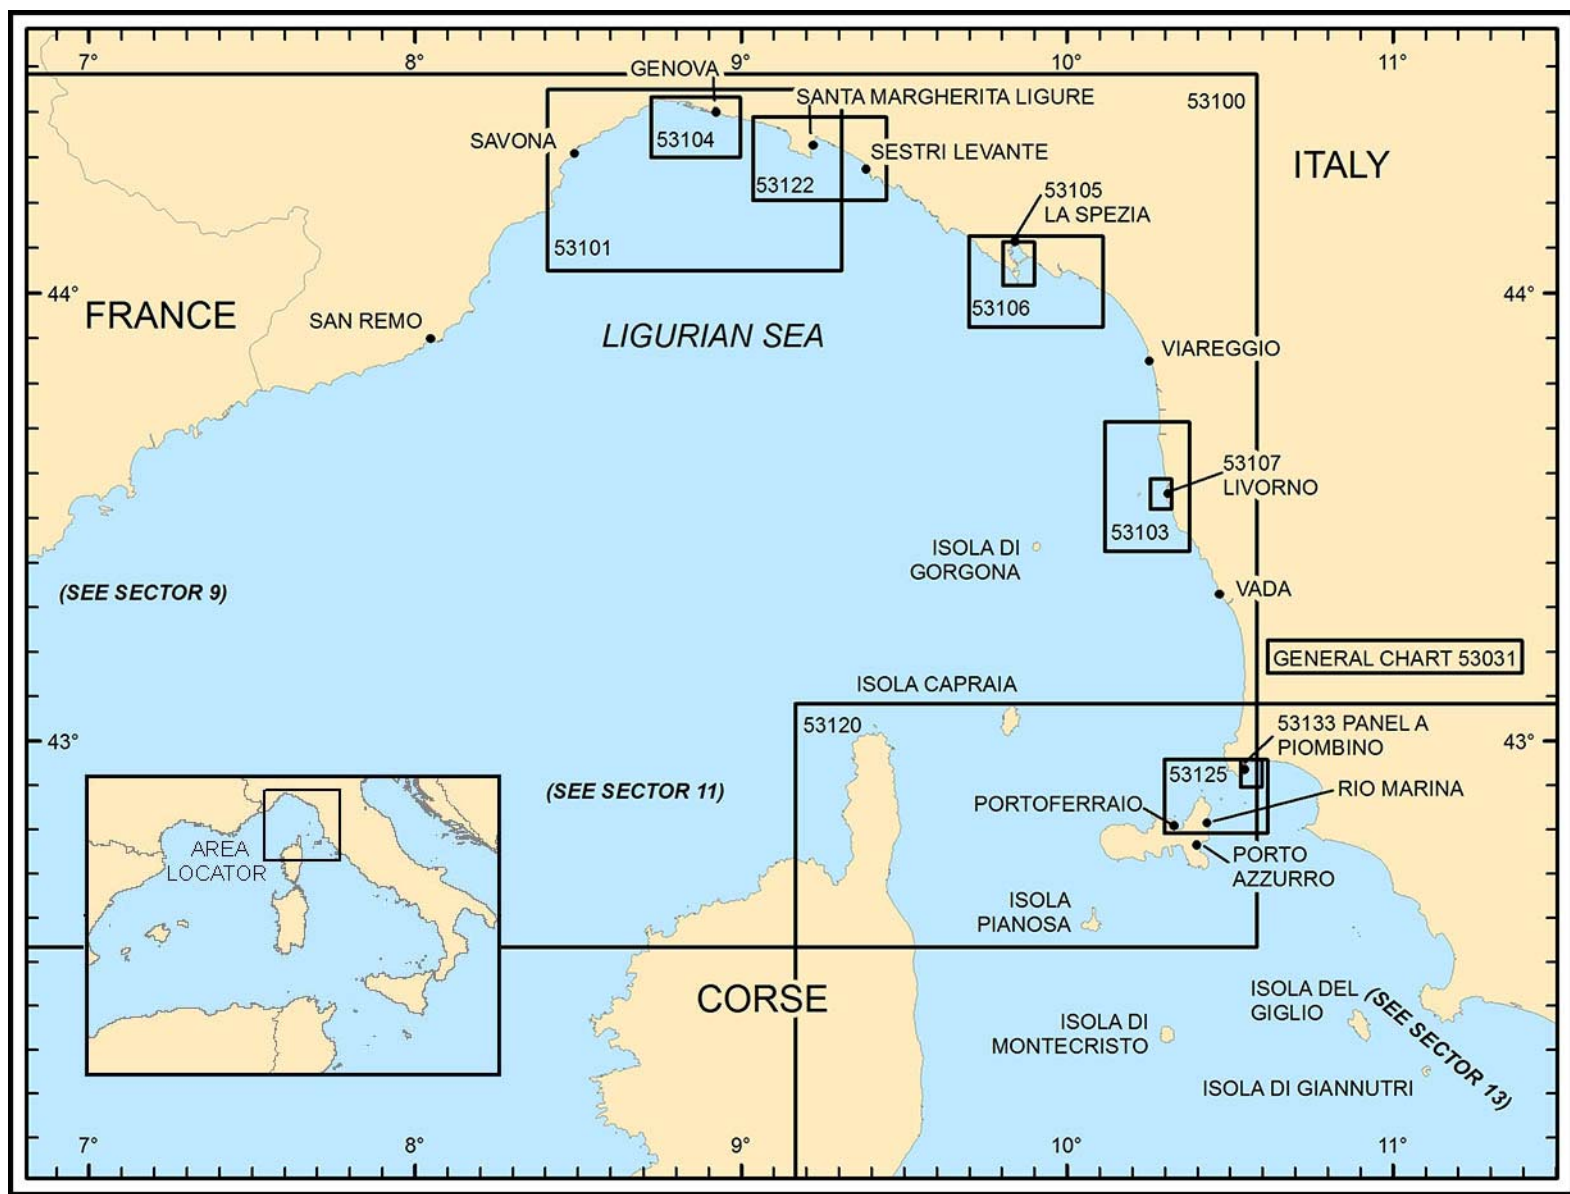 7°
8°
9°
10°
11°
GENOVA
53100
SANTA MARGHERITA LIGURE
SAVONA
53104
SESTRI LEVANTE
ITALY
53122
53105
LA SPEZIA
53101
44°
44°
FRANCE
SAN REMO
LIGURIAN SEA
53106
VIAREGGIO
53107
LIVORNO
53103
ISOLA DI
GORGONA
(SEE SECTOR 9)
VADA
GENERAL CHART 53031
ISOLA CAPRAIA
53120
53133 PANEL A
PIOMBINO
43°
43°
53125
(SEE SECTOR 11)
PORTOFERRAIO
RIO MARINA
AREA
LOCATOR
PORTO
AZZURRO
ISOLA
PIANOSA
CORSE
ISOLA DEL
GIGLIO
(SEE SECTOR 13)
ISOLA DI
MONTECRISTO
ISOLA DI GIANNUTRI
7°
8°
9°
10°
11°